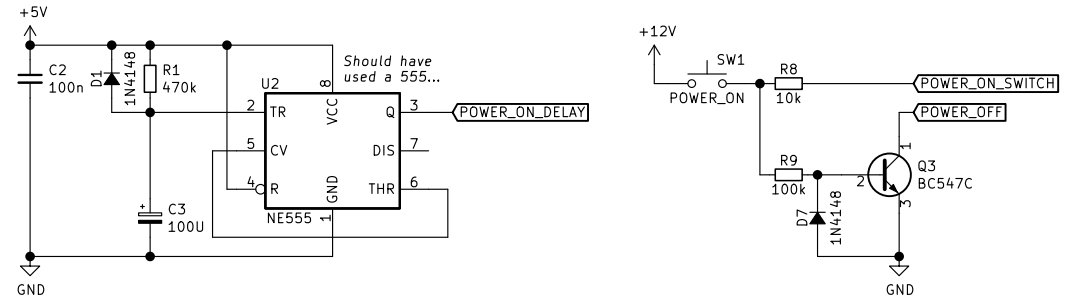 +5V
C2
100n
D1
1N4148
R1
470k
Should have
used a 555...
U2
8
VCC
2
TR
Q
3
POWER_ON_DELAY
5
CV
DIS
7
4
R
GND
THR
6
NE555
1
+
C3
100U
GND
+12V
SW1
POWER_ON
R8
10k
POWER_ON_SWITCH
POWER_OFF
1
R9
100k
2
Q3
BC547C
3
D7
1N4148
GND